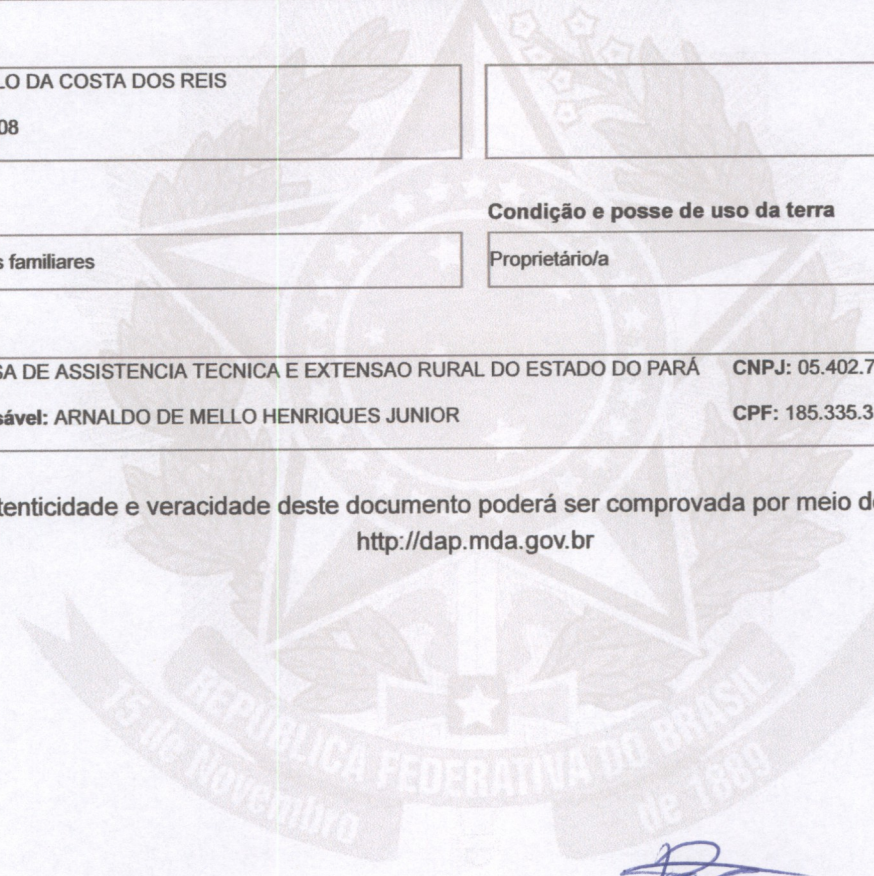 LO DA COSTA DOS REIS
08
Condição e posse de uso da terra
s familiares
Proprietário/a
SA DE ASSISTENCIA TECNICA E EXTENSAO RURAL DO ESTADO DO PARÁ CNPJ: 05.402.7
sável: ARNALDO DE MELLO HENRIQUES JUNIOR CPF: 185.335.3
tenticidade e veracidade deste documento poderá ser comprovada por meio d
http://dap.mda.gov.br
REPÚBLICA FEDERATIVA DO BRASIL
15 de Novembro de 1889